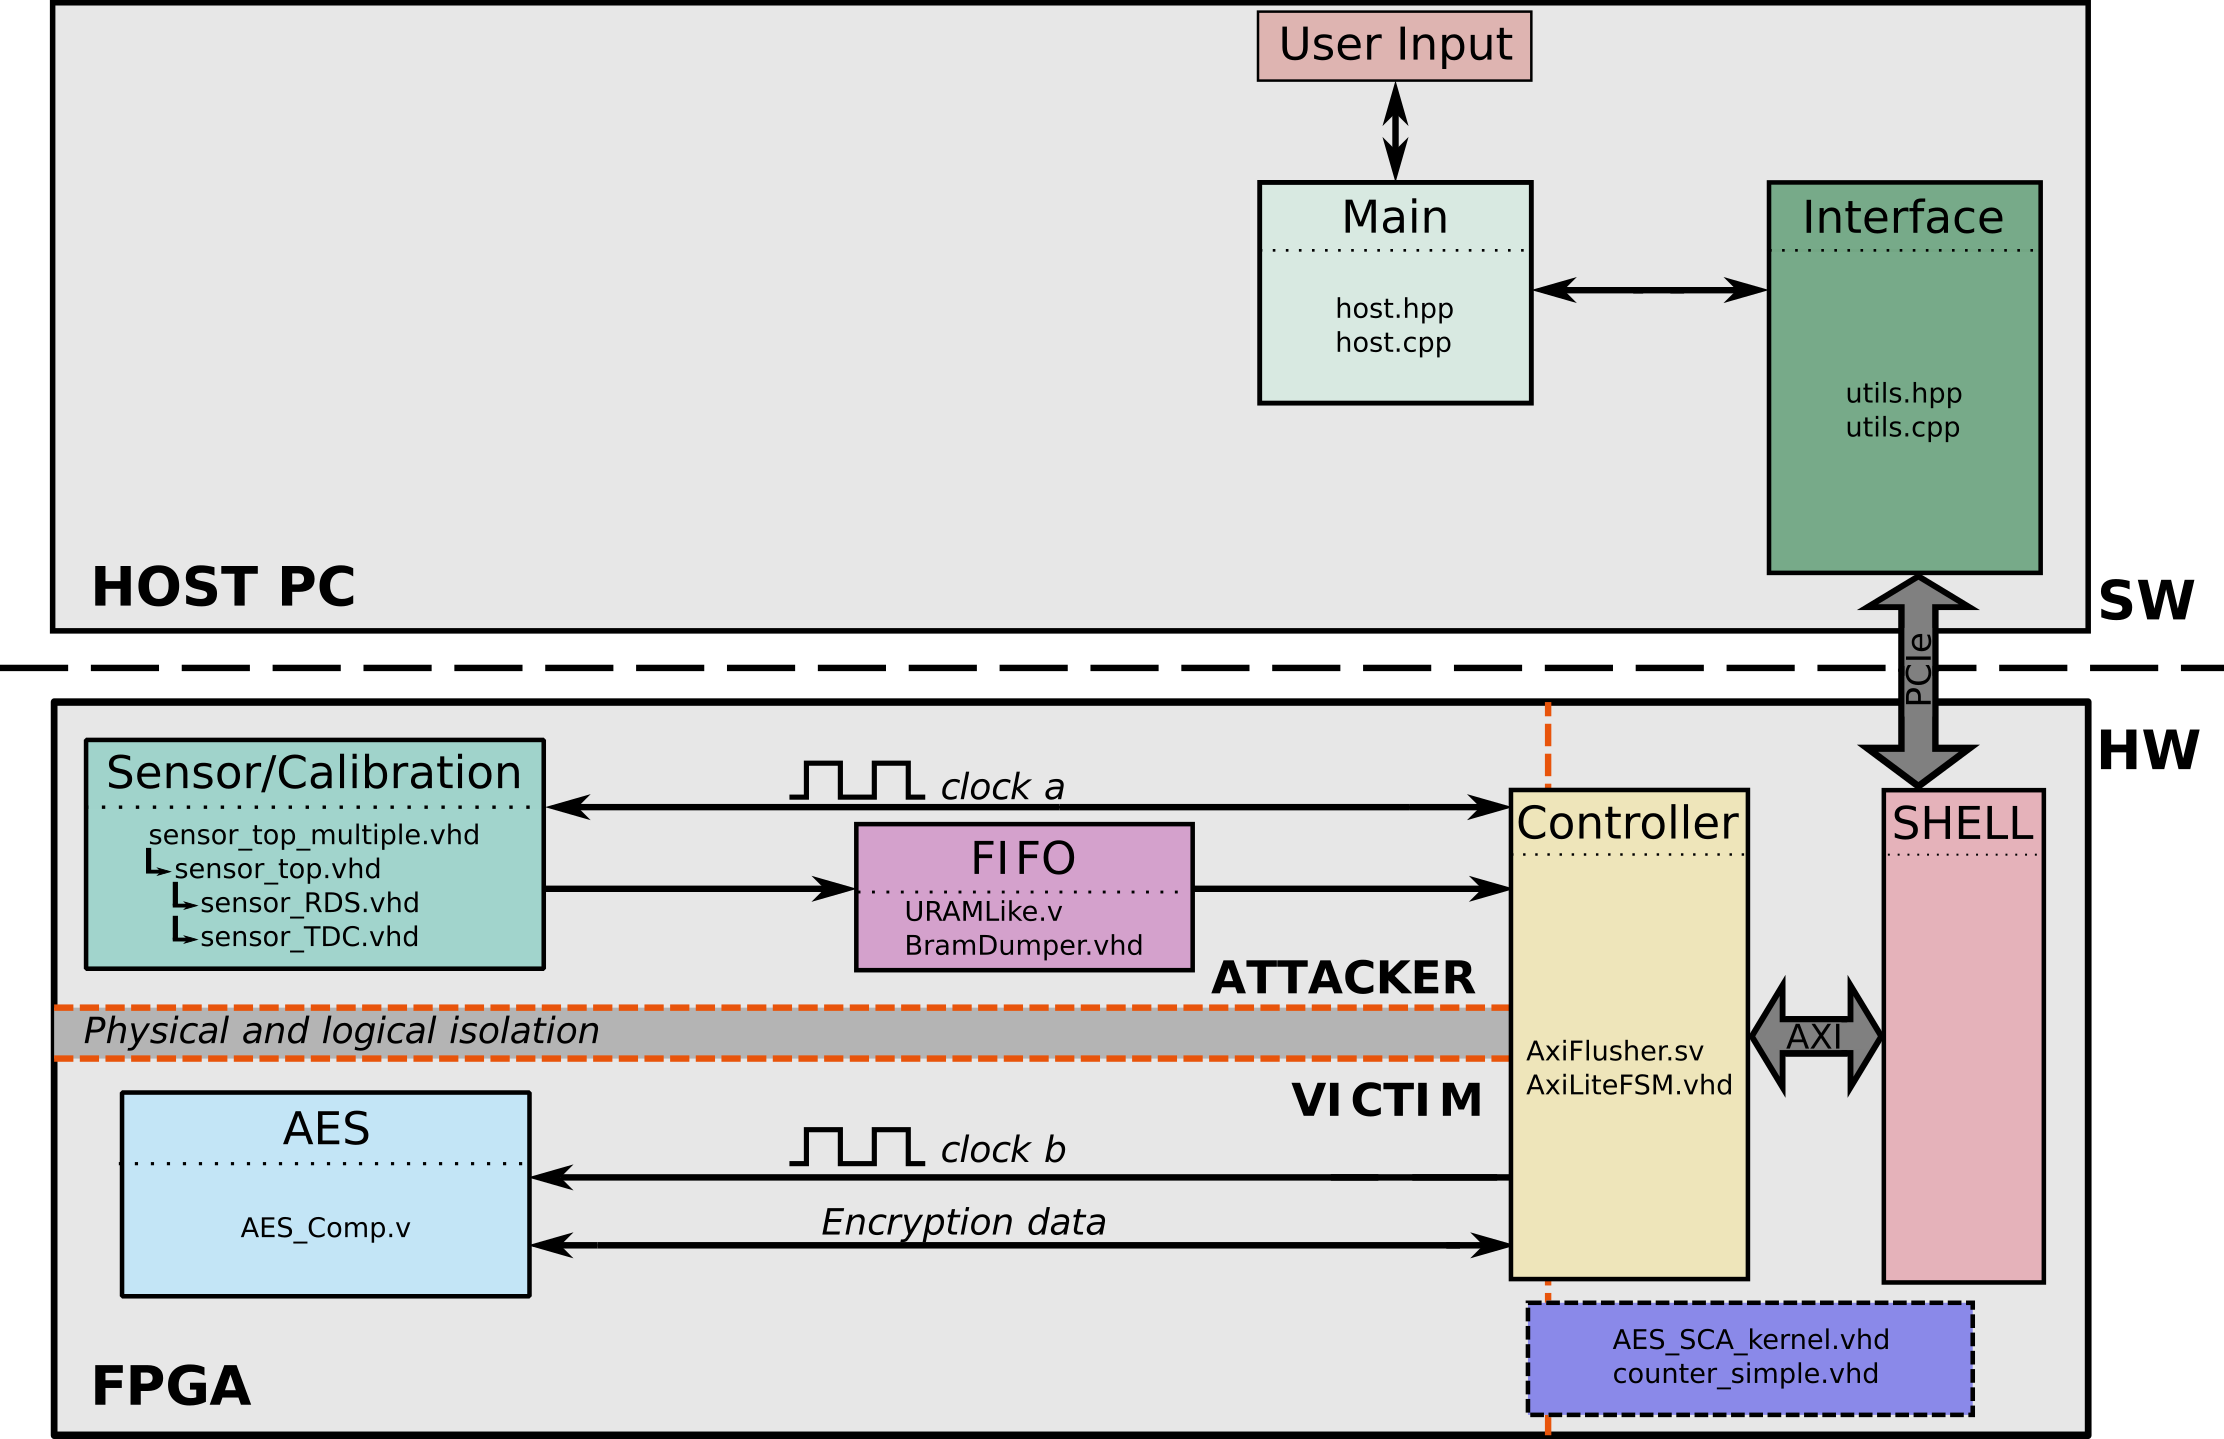 User Input
Main
host.hpp
host.cpp
Interface
utils.hpp
utils.cpp
HOST PC
SW
PCIe
HW
Sensor/Calibration
sensor_top_multiple.vhd
sensor_top.vhd
sensor_RDS.vhd
sensor_TDC.vhd
clock a
FIFO
URAMLike.v
BramDumper.vhd
Controller
AxiFlusher.sv
AxiLiteFSM.vhd
SHELL
AXI
ATTACKER
Physical and logical isolation
VICTIM
AES
AES_Comp.v
clock b
Encryption data
AES_SCA_kernel.vhd
counter_simple.vhd
FPGA